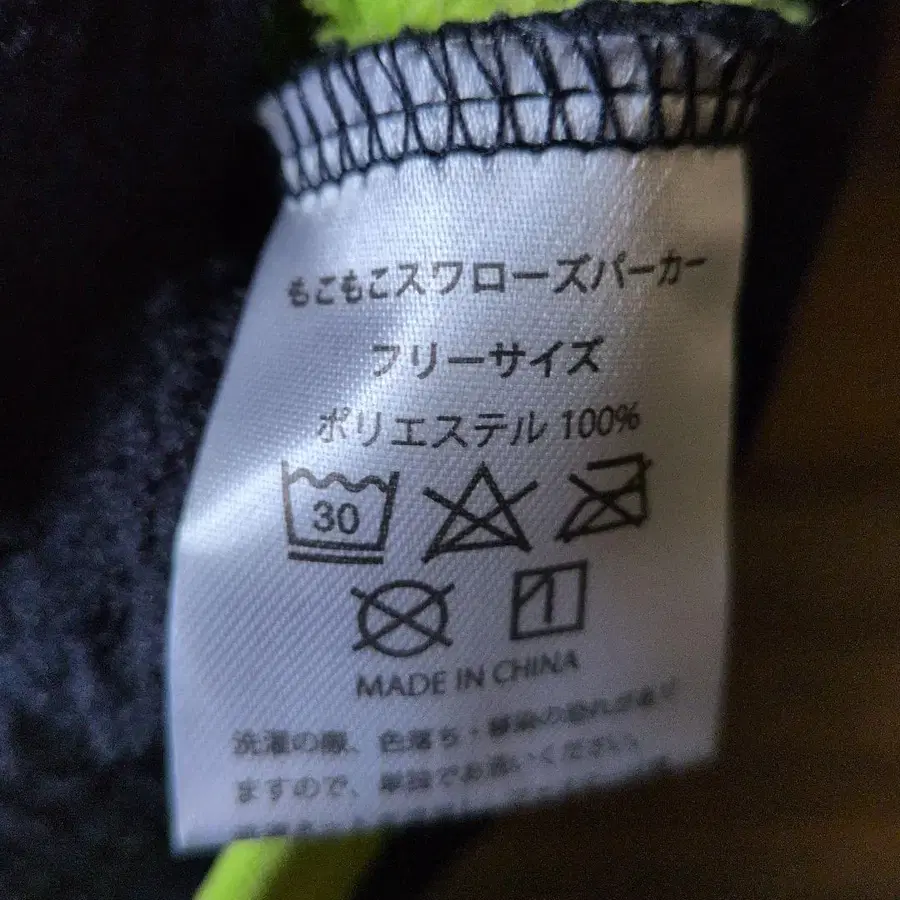 もこもこスワローズパーカー
フリーサイズ
ポリエステル 100%
30
MADE IN CHINA
洗濯の際、色落ち・移染の恐れがあり
ますので、単独でお洗いください。